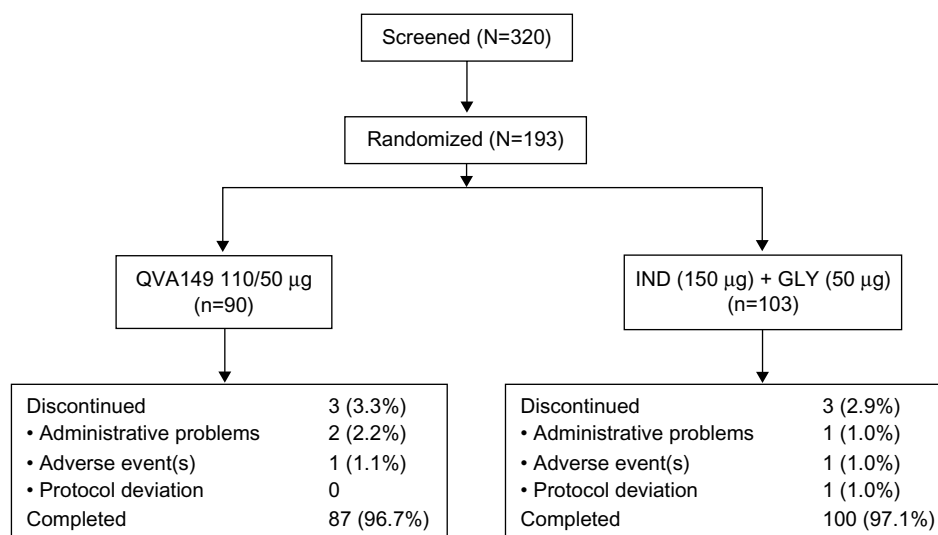 Screened (N=320)
Randomized (N=193)
QVA149 110/50 μg
(n=90)
IND (150 μg) + GLY (50 μg)
(n=103)
Discontinued 3 (3.3%)
• Administrative problems 2 (2.2%)
• Adverse event(s) 1 (1.1%)
• Protocol deviation 0
Completed 87 (96.7%)
Discontinued 3 (2.9%)
• Administrative problems 1 (1.0%)
• Adverse event(s) 1 (1.0%)
• Protocol deviation 1 (1.0%)
Completed 100 (97.1%)